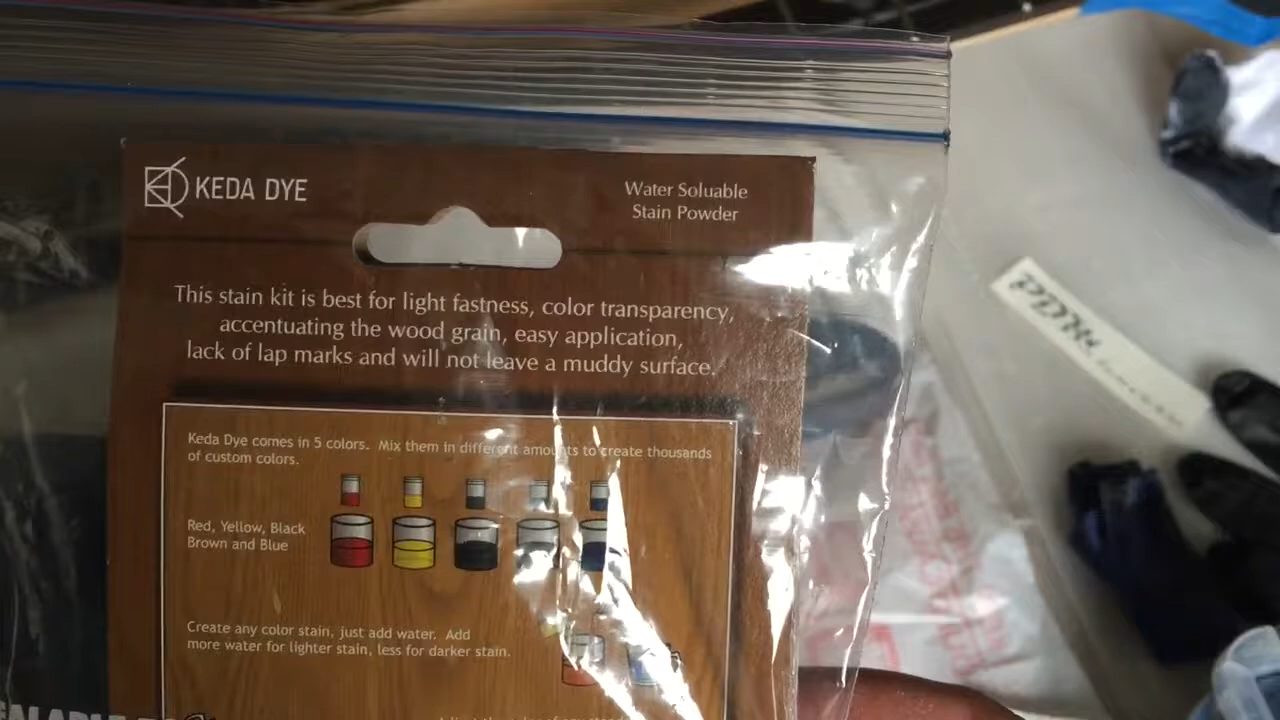 KEDA DYE
Water Soluable
Stain Powder
This stain kit is best for light fastness, color transparency,
accentuating the wood grain, easy application,
lack of lap marks and will not leave a muddy surface.
Keda Dye comes in 5 colors. Mix them in different amounts to create thousands
of custom colors.
Red, Yellow, Black
Brown and Blue
Create any color stain, just add water. Add
more water for lighter stain, less for darker stain.